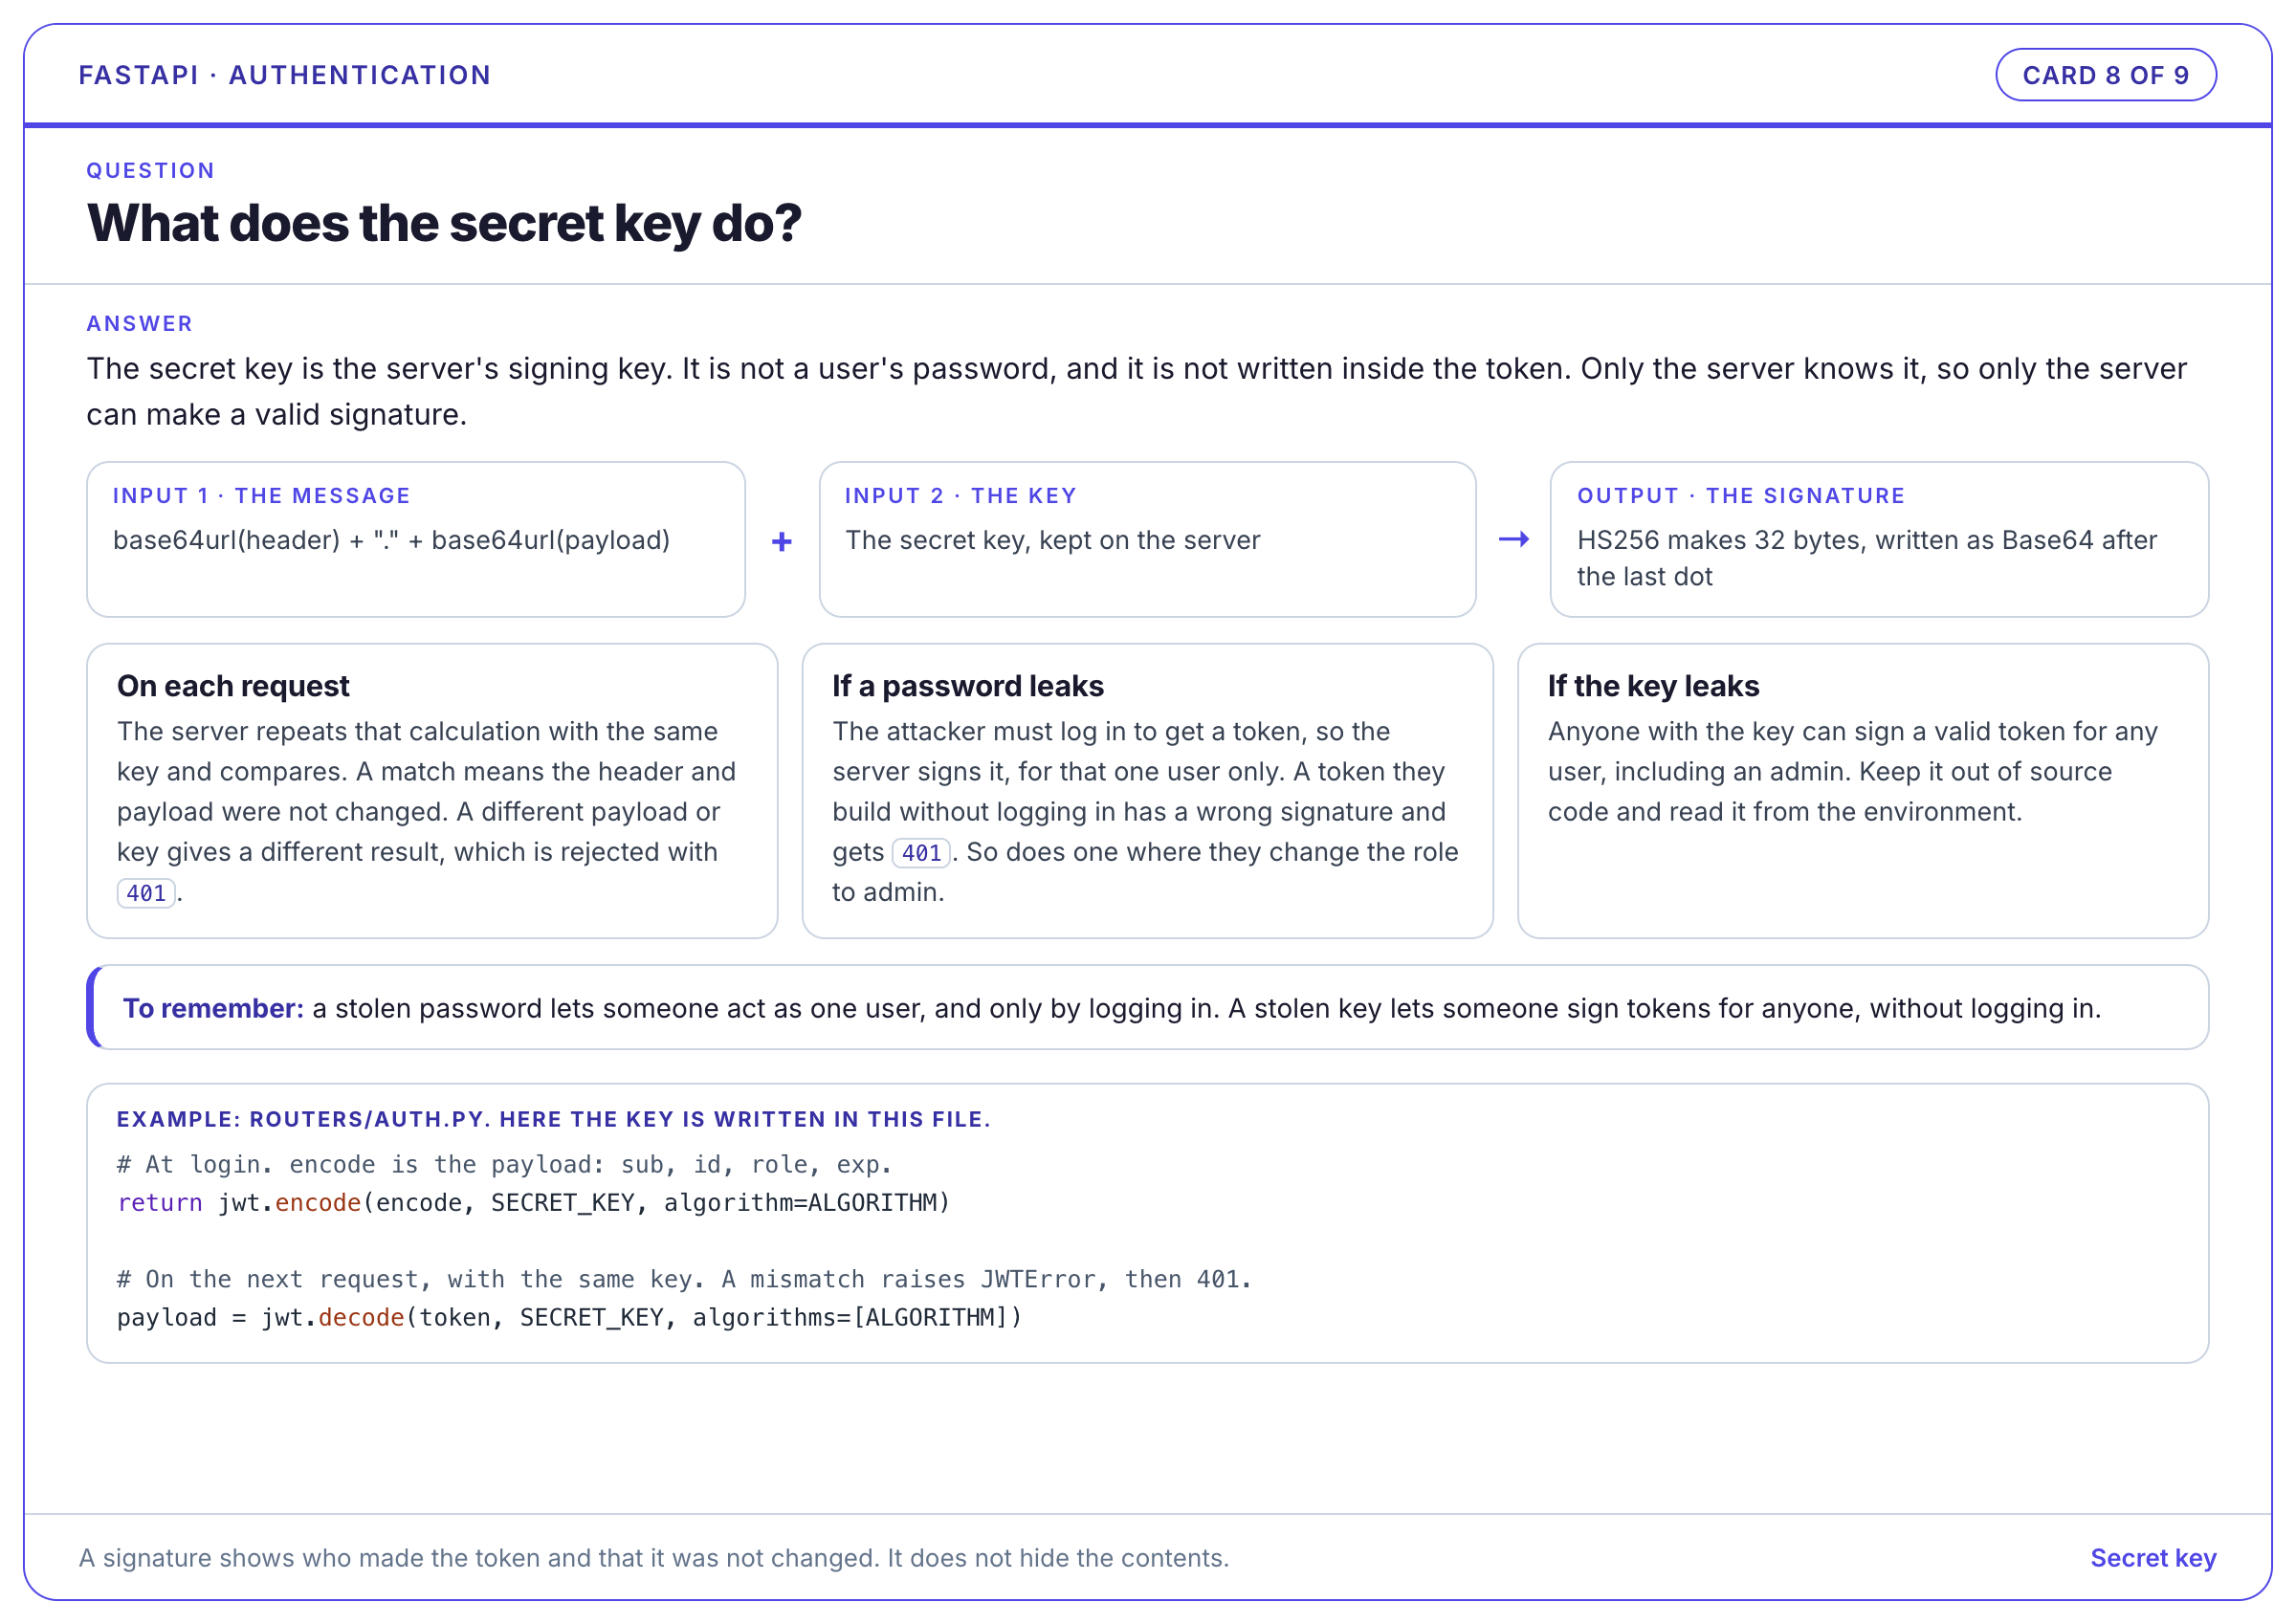 FASTAPI · AUTHENTICATION
CARD 8 OF 9
QUESTION
What does the secret key do?
ANSWER
The secret key is the server's signing key. It is not a user's password, and it is not written inside the token. Only the server knows it, so only the server
can make a valid signature.
INPUT 1 · THE MESSAGE
base64url(header) + "." + base64url(payload)
+
INPUT 2 · THE KEY
The secret key, kept on the server
→
OUTPUT · THE SIGNATURE
HS256 makes 32 bytes, written as Base64 after
the last dot
On each request
The server repeats that calculation with the same
key and compares. A match means the header and
payload were not changed. A different payload or
key gives a different result, which is rejected with
401.
If a password leaks
The attacker must log in to get a token, so the
server signs it, for that one user only. A token they
build without logging in has a wrong signature and
gets 401. So does one where they change the role
to admin.
If the key leaks
Anyone with the key can sign a valid token for any
user, including an admin. Keep it out of source
code and read it from the environment.
To remember: a stolen password lets someone act as one user, and only by logging in. A stolen key lets someone sign tokens for anyone, without logging in.
EXAMPLE: ROUTERS/AUTH.PY. HERE THE KEY IS WRITTEN IN THIS FILE.
# At login. encode is the payload: sub, id, role, exp.
return jwt.encode(encode, SECRET_KEY, algorithm=ALGORITHM)
# On the next request, with the same key. A mismatch raises JWTError, then 401.
payload = jwt.decode(token, SECRET_KEY, algorithms=[ALGORITHM])
A signature shows who made the token and that it was not changed. It does not hide the contents.
Secret key